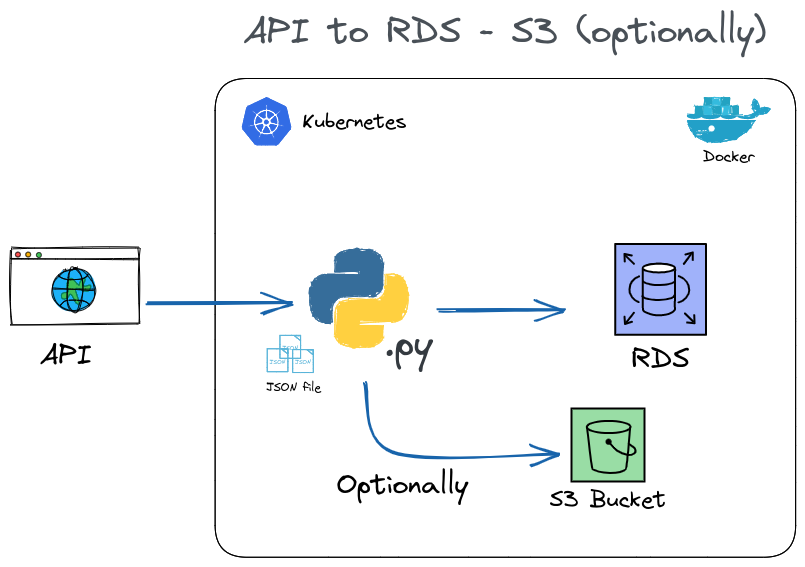 API to RDS - S3 (optionally)
Kubernetes
Docker
API
.py
JSON
JSON
JSON
JSON file
RDS
Optionally
S3 Bucket